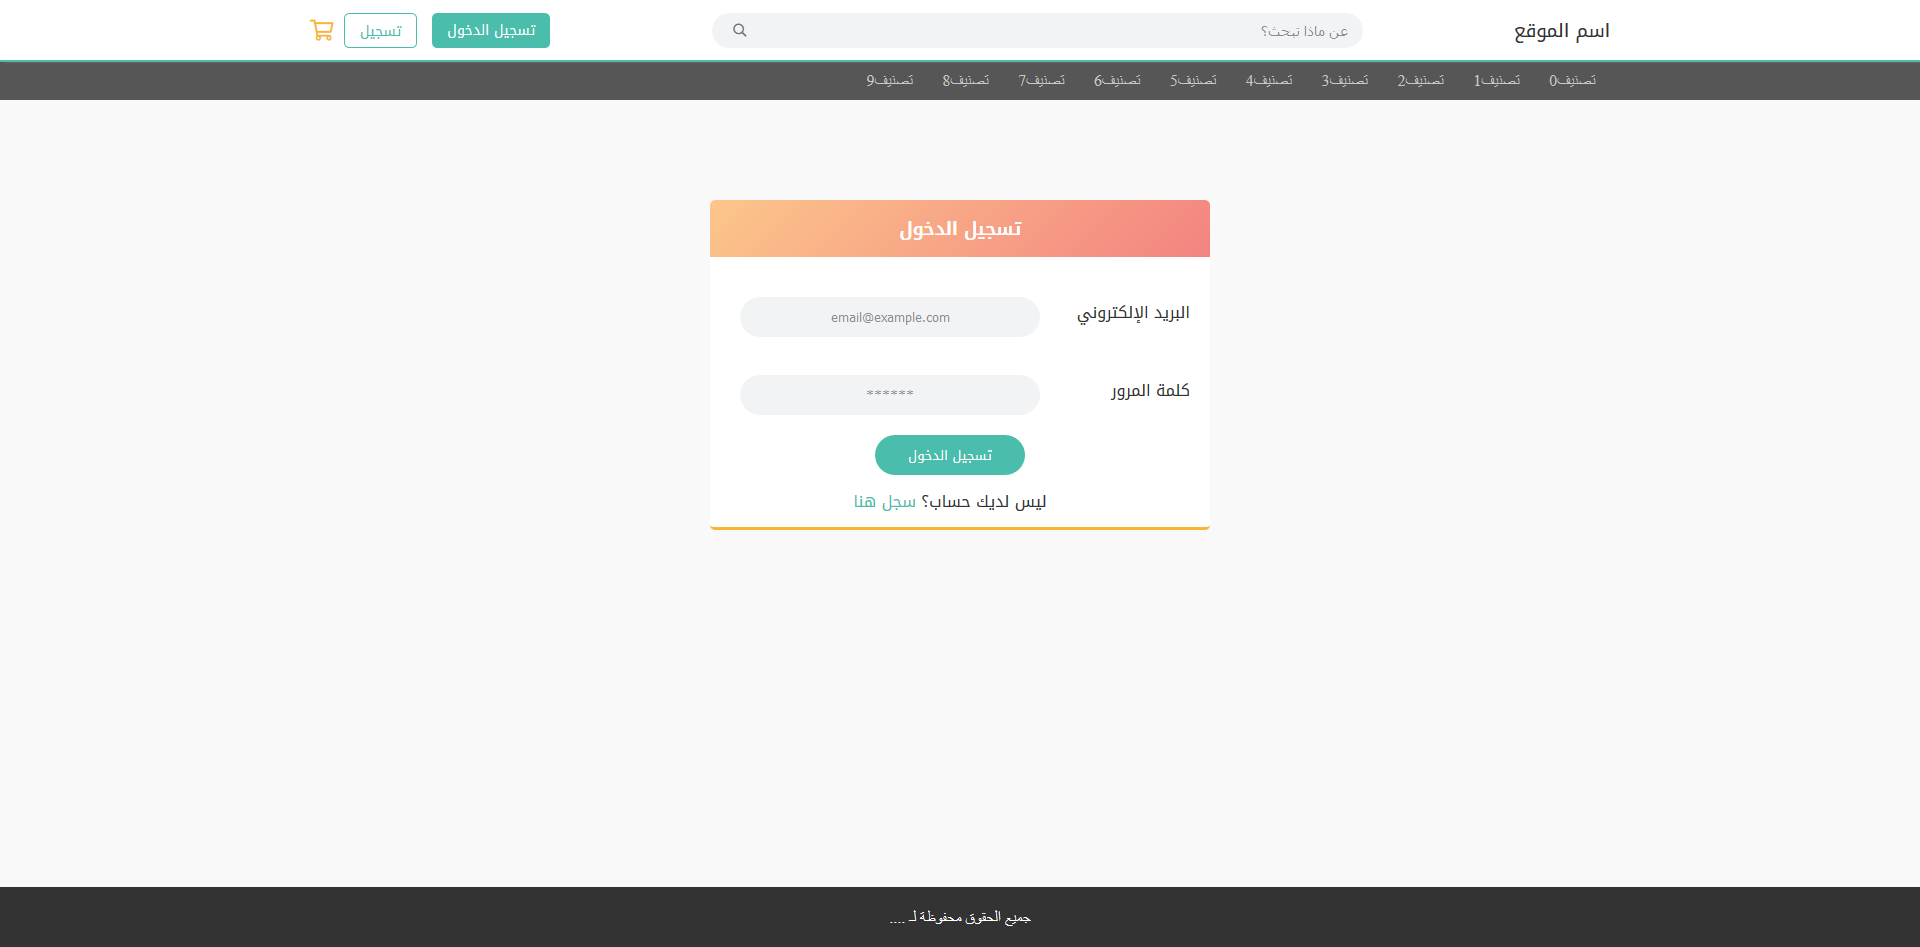 اسم الموقع
عن ماذا تبحث؟
تسجيل الدخول
تسجيل
تصنيف0 تصنيف1 تصنيف2 تصنيف3 تصنيف4 تصنيف5 تصنيف6 تصنيف7 تصنيف8 تصنيف9
تسجيل الدخول
البريد الإلكتروني
email@example.com
كلمة المرور
******
تسجيل الدخول
ليس لديك حساب؟ سجل هنا
جميع الحقوق محفوظة لـ ....